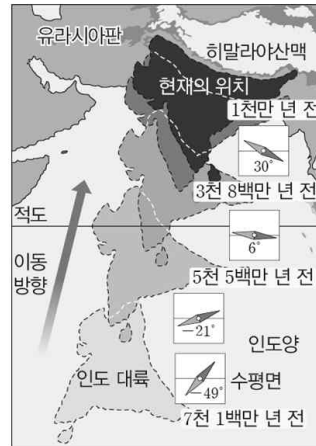 유라시아판
히말라야산맥
현재의 위치
1천만 년 전
30°
3천 8백만 년 전
적도
6°
이동
방향
5천 5백만 년 전
-21°
인도양
인도 대륙
-49°
수평면
7천 1백만 년 전